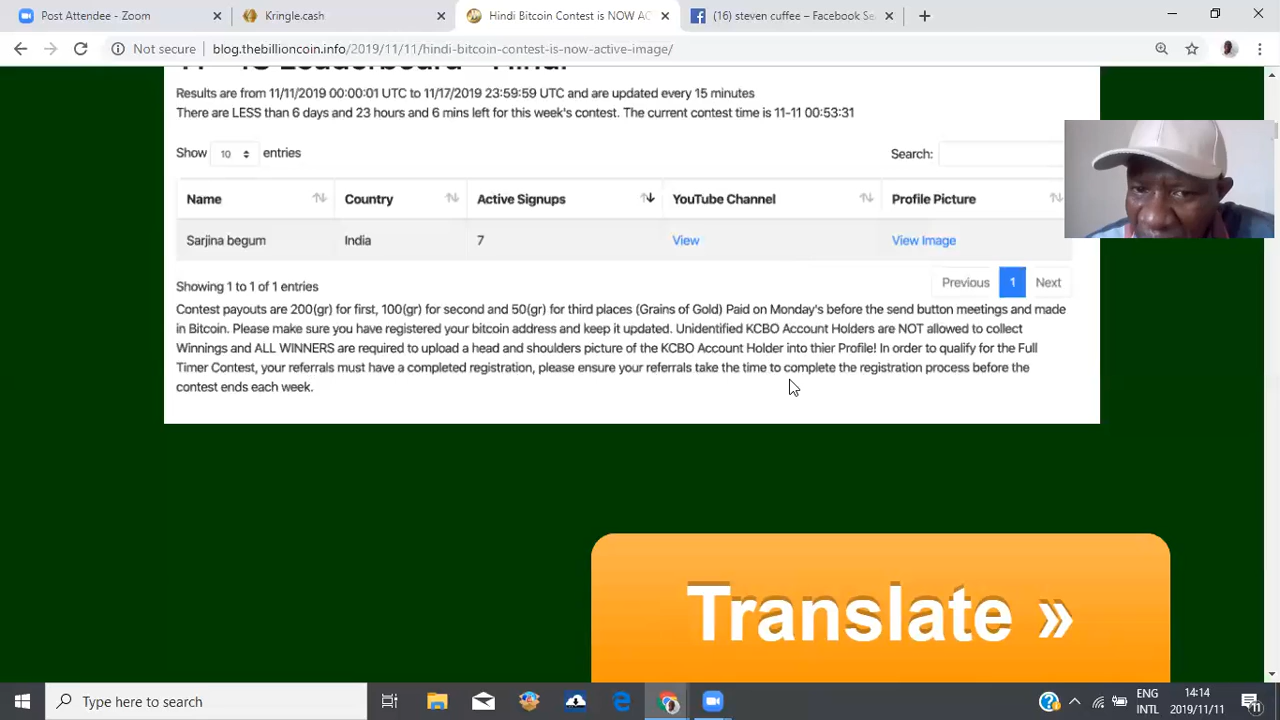 Post Attendee - Zoom
Kringle.cash
Hindi Bitcoin Contest is NOW AC
(16) steven cuffee – Facebook Se
Not secure | blog.thebillioncoin.info/2019/11/11/hindi-bitcoin-contest-is-now-active-image/
Results are from 11/11/2019 00:00:01 UTC to 11/17/2019 23:59:59 UTC and are updated every 15 minutes
There are LESS than 6 days and 23 hours and 6 mins left for this week's contest. The current contest time is 11-11 00:53:31
Show 10 entries Search:
Name Country Active Signups YouTube Channel Profile Picture
Sarjina begum India 7 View View Image
Showing 1 to 1 of 1 entries
Previous 1 Next
Contest payouts are 200(gr) for first, 100(gr) for second and 50(gr) for third places (Grains of Gold) Paid on Monday's before the send button meetings and made
in Bitcoin. Please make sure you have registered your bitcoin address and keep it updated. Unidentified KCBO Account Holders are NOT allowed to collect
Winnings and ALL WINNERS are required to upload a head and shoulders picture of the KCBO Account Holder into thier Profile! In order to qualify for the Full
Timer Contest, your referrals must have a completed registration, please ensure your referrals take the time to complete the registration process before the
contest ends each week.
Translate »
Type here to search
ENG
INTL
14:14
2019/11/11
11